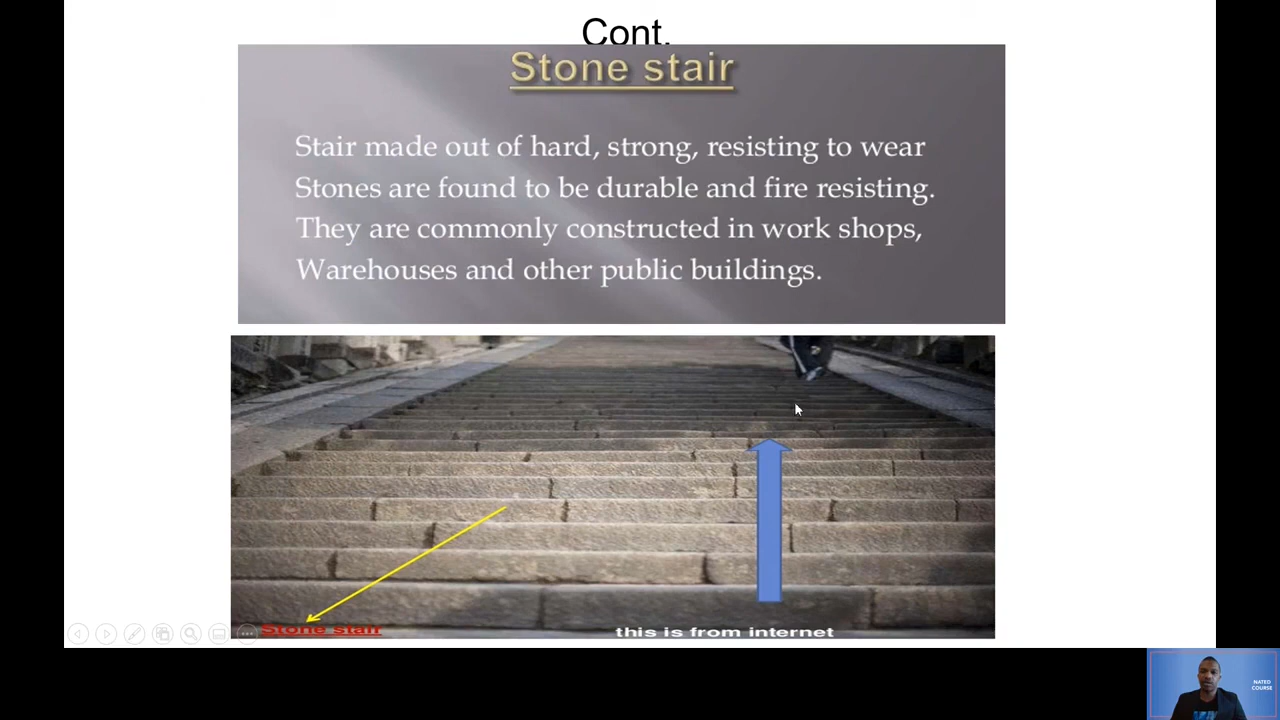 Cont.
Stone stair
Stair made out of hard, strong, resisting to wear
Stones are found to be durable and fire resisting.
They are commonly constructed in work shops,
Warehouses and other public buildings.
Stone stair
this is from internet
NATED
COURSE